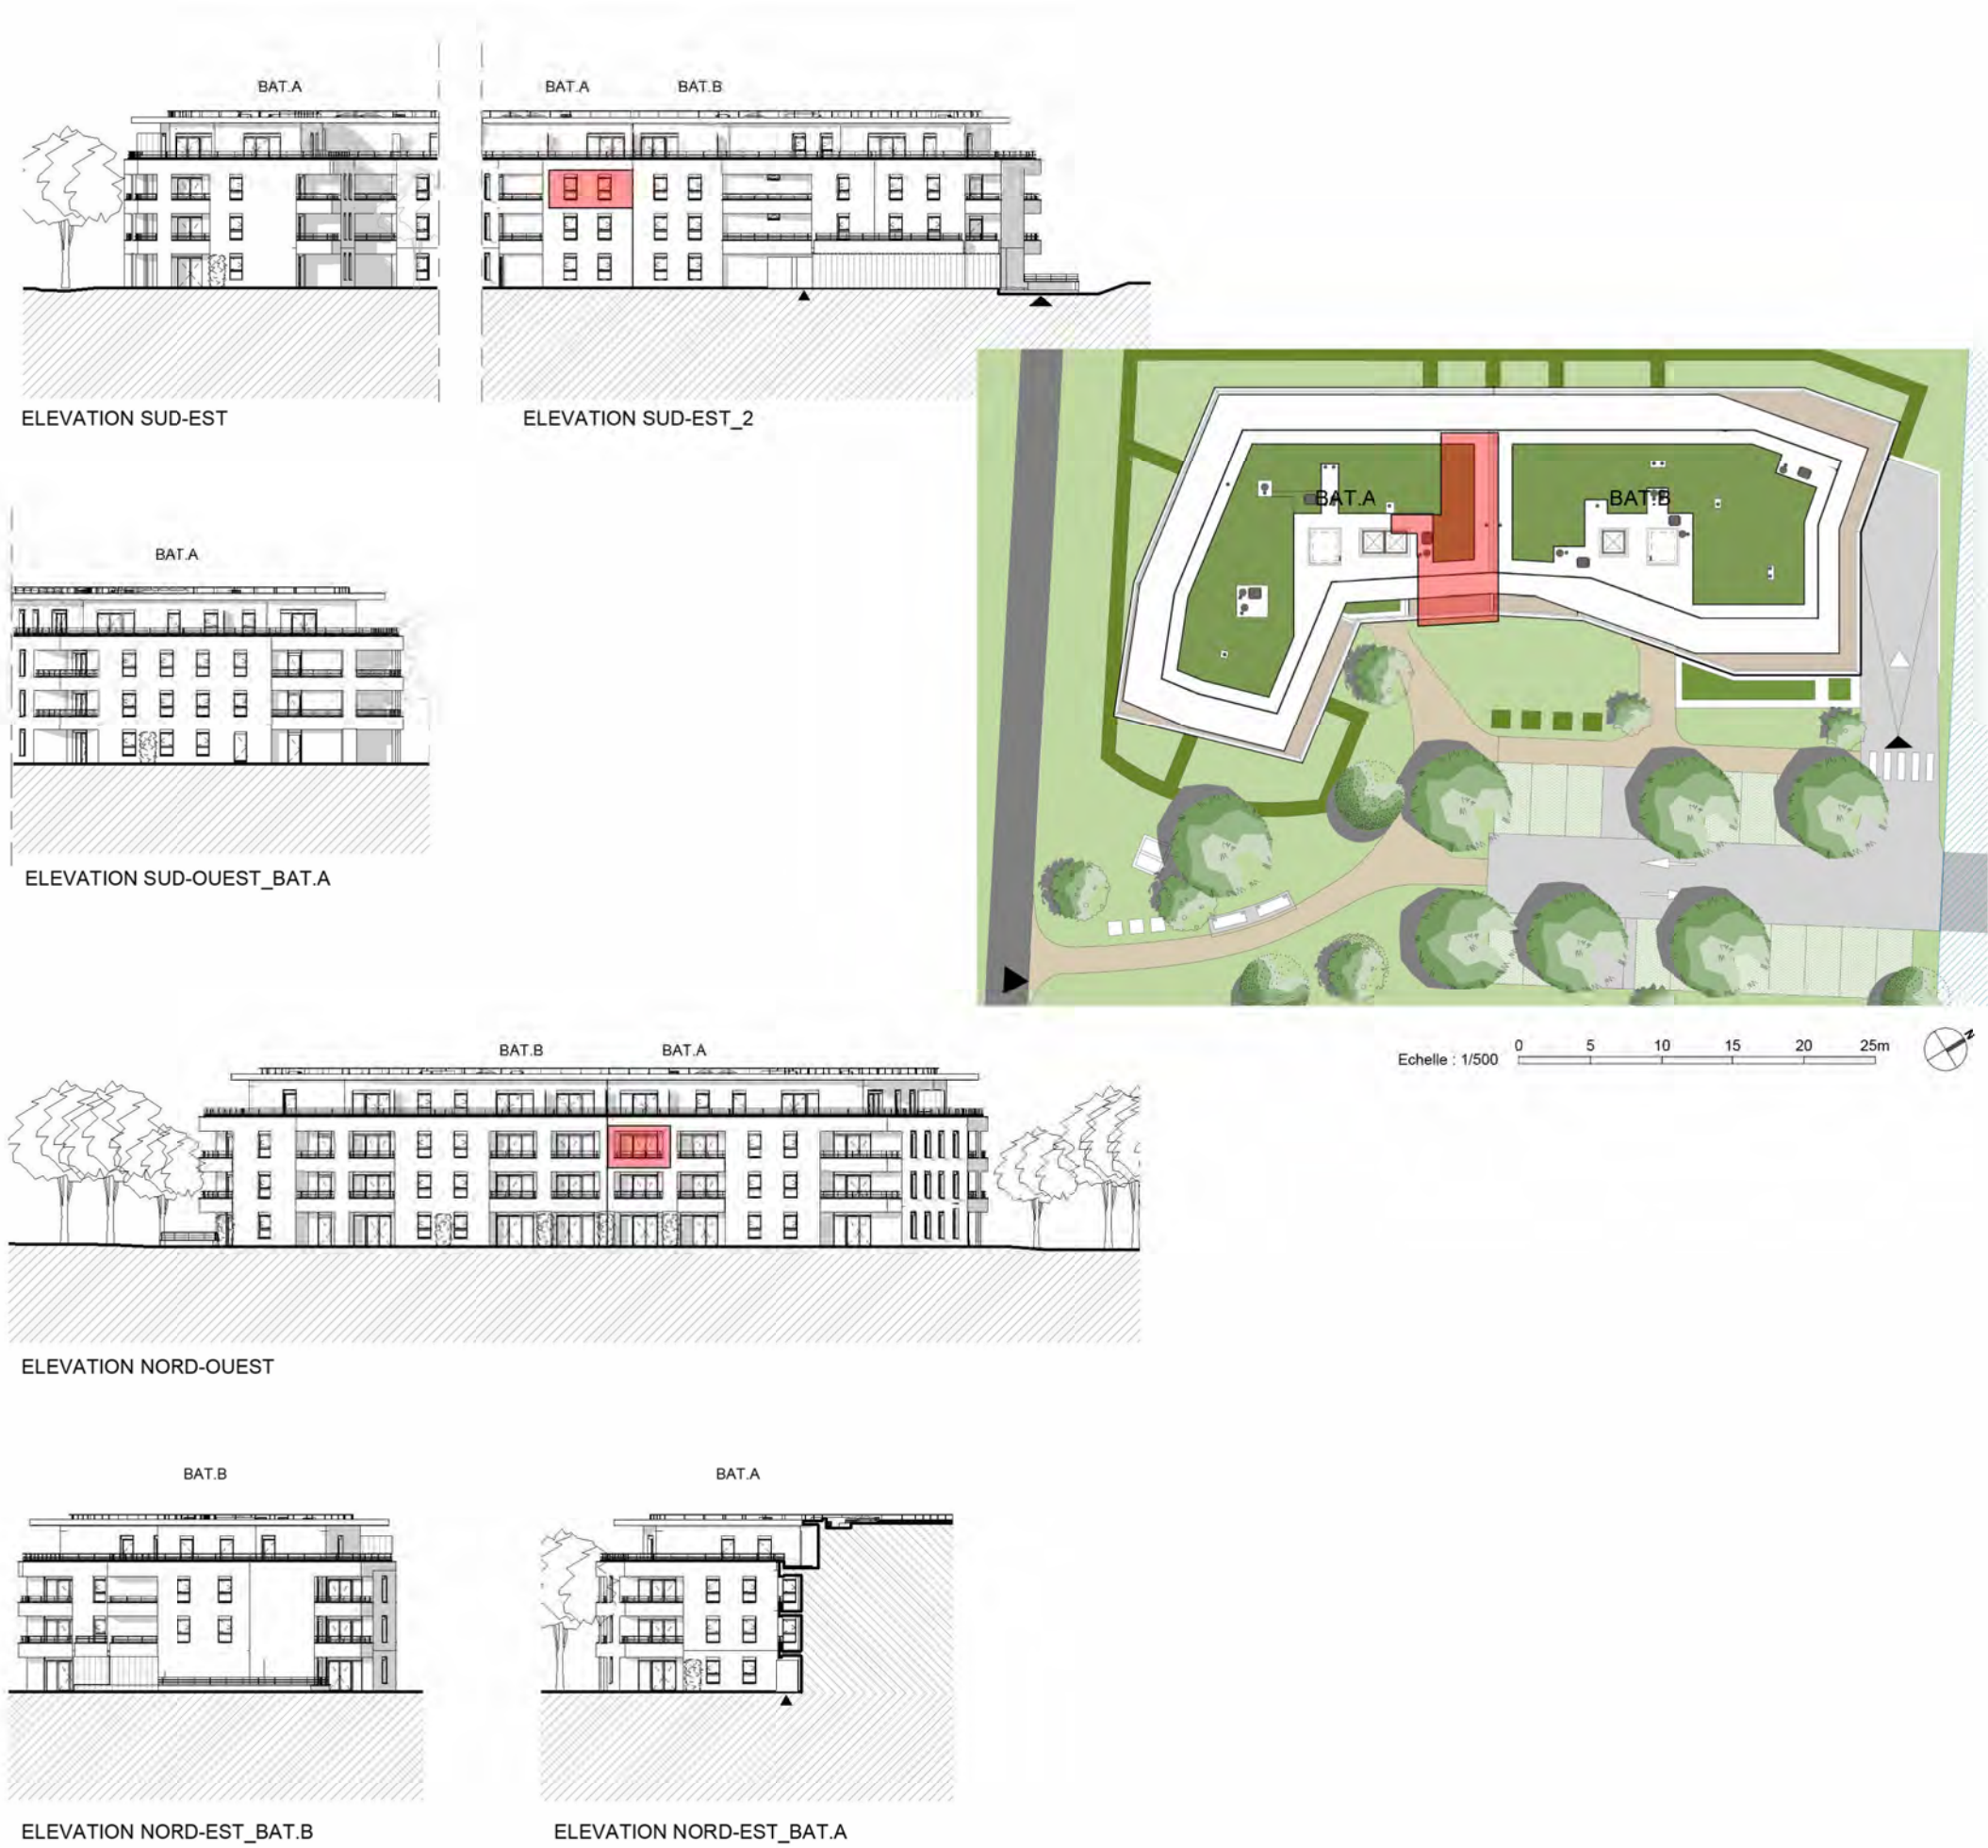 BAT.A
BAT.A BAT.B
ELEVATION SUD-EST
ELEVATION SUD-EST_2
BAT.A
ELEVATION SUD-OUEST_BAT.A
BAT.A BAT.B
Echelle : 1/500 0 5 10 15 20 25m
N
BAT.B BAT.A
ELEVATION NORD-OUEST
BAT.B
BAT.A
ELEVATION NORD-EST_BAT.B
ELEVATION NORD-EST_BAT.A